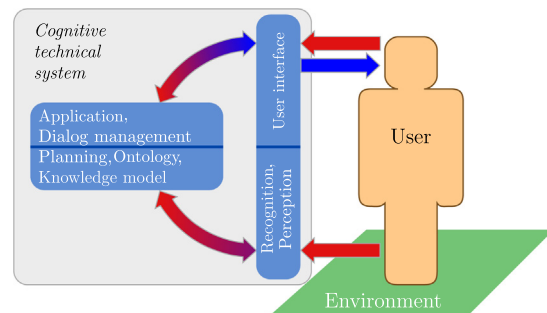 Cognitive
technical
system
Application,
Dialog management
Planning,Ontology,
Knowledge model
User interface
Recognition,
Perception
User
Environment